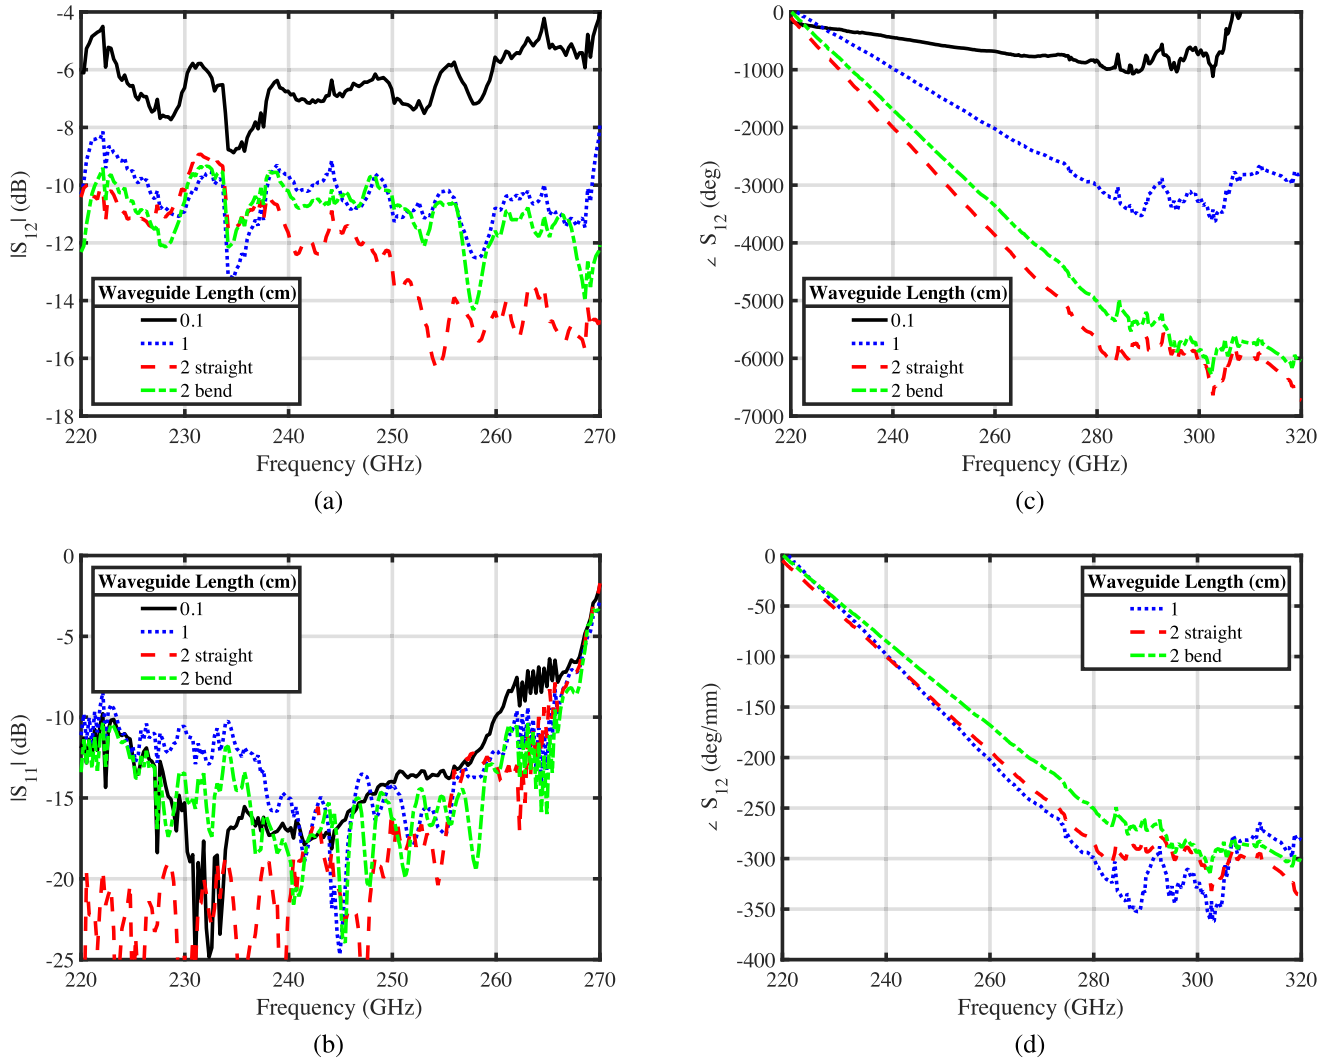 -4
-6
-8
-10
-12
-14
-16
-18
|S12| (dB)
Waveguide Length (cm)
0.1
1
2 straight
2 bend
220 230 240 250 260 270
Frequency (GHz)
(a)
0
-1000
-2000
-3000
-4000
-5000
-6000
-7000
∠ S12 (deg)
Waveguide Length (cm)
0.1
1
2 straight
2 bend
220 240 260 280 300 320
Frequency (GHz)
(c)
0
-5
-10
-15
-20
-25
|S11| (dB)
Waveguide Length (cm)
0.1
1
2 straight
2 bend
220 230 240 250 260 270
Frequency (GHz)
(b)
0
-50
-100
-150
-200
-250
-300
-350
-400
∠ S12 (deg/mm)
Waveguide Length (cm)
1
2 straight
2 bend
220 240 260 280 300 320
Frequency (GHz)
(d)